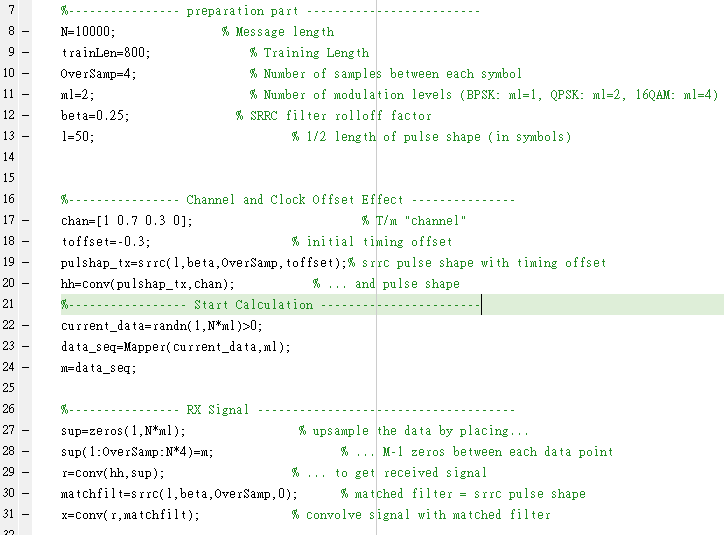 7 %---------------- preparation part -------------------------
8 - N=10000; % Message length
9 - trainLen=800; % Training Length
10 - OverSamp=4; % Number of samples between each symbol
11 - ml=2; % Number of modulation levels (BPSK: ml=1, QPSK: ml=2, 16QAM: ml=4)
12 - beta=0.25; % SRRC filter rolloff factor
13 - l=50; % 1/2 length of pulse shape (in symbols)
14
15
16 %---------------- Channel and Clock Offset Effect ---------------
17 - chan=[1 0.7 0.3 0]; % T/m "channel"
18 - toffset=-0.3; % initial timing offset
19 - pulshap_tx=srrc(l,beta,OverSamp,toffset);% srrc pulse shape with timing offset
20 - hh=conv(pulshap_tx,chan); % ... and pulse shape
21 %----------------- Start Calculation -----------------------
22 - current_data=randn(1,N*ml)>0;
23 - data_seq=Mapper(current_data,ml);
24 - m=data_seq;
25
26 %---------------- RX Signal -------------------------------------
27 - sup=zeros(1,N*ml); % upsample the data by placing...
28 - sup(1:OverSamp:N*4)=m; % ... M-1 zeros between each data point
29 - r=conv(hh,sup); % ... to get received signal
30 - matchfilt=srrc(l,beta,OverSamp,0); % matched filter = srrc pulse shape
31 - x=conv(r,matchfilt); % convolve signal with matched filter